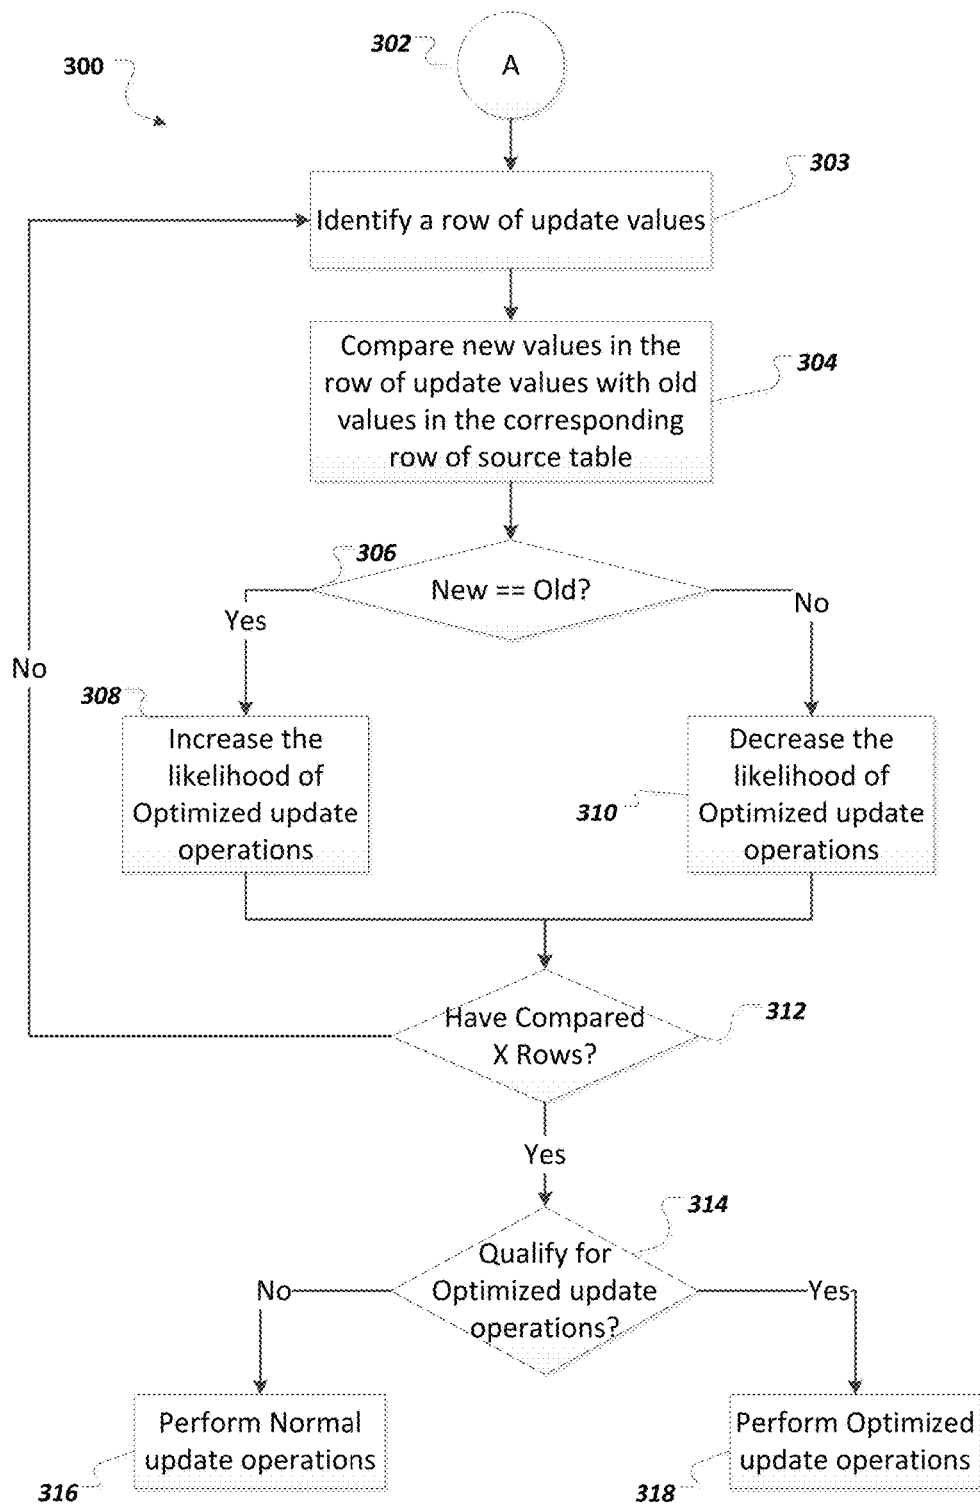 302
A
300
303
Identify a row of update values
Compare new values in the
row of update values with old
values in the corresponding
row of source table
304
306
New == Old?
Yes
No
No
308
Increase the
likelihood of
Optimized update
operations
Decrease the
likelihood of
Optimized update
operations
310
Have Compared
X Rows?
312
Yes
314
Qualify for
Optimized update
operations?
No
Yes
Perform Normal
update operations
316
Perform Optimized
update operations
318